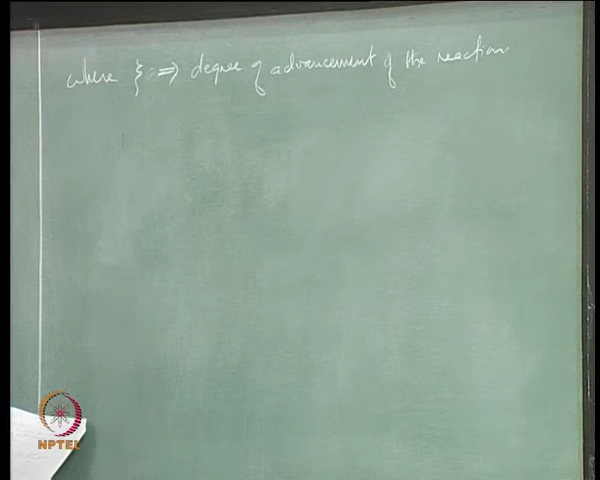 where ξ ⇒ degree of advancement of the reaction
NPTEL